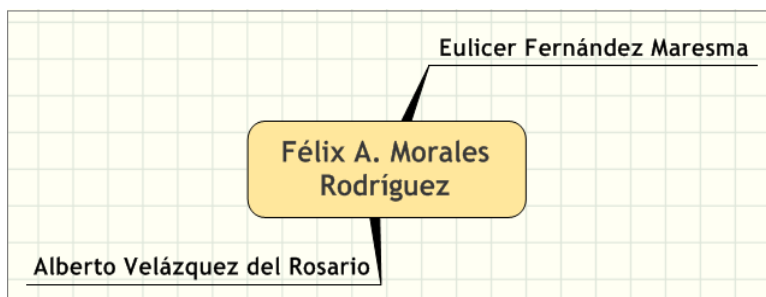 Eulicer Fernández Maresma
Félix A. Morales
Rodríguez
Alberto Velázquez del Rosario